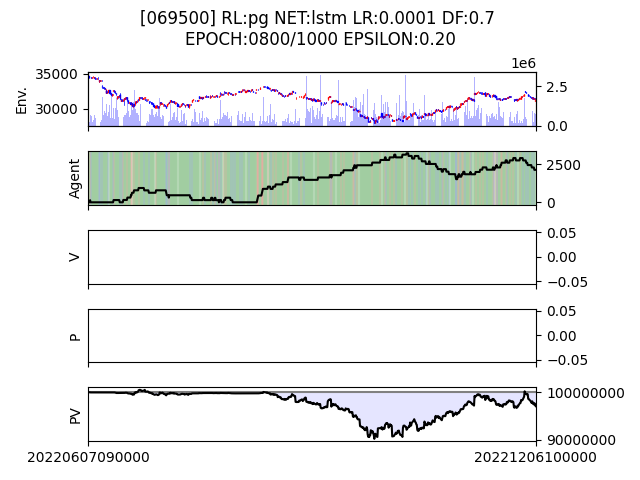 [069500] RL:pg NET:lstm LR:0.0001 DF:0.7
EPOCH:0800/1000 EPSILON:0.20
1e6
35000
30000
Env.
2.5
0.0
Agent
2500
0
V
0.05
0.00
−0.05
P
0.05
0.00
−0.05
PV
100000000
90000000
20220607090000
20221206100000